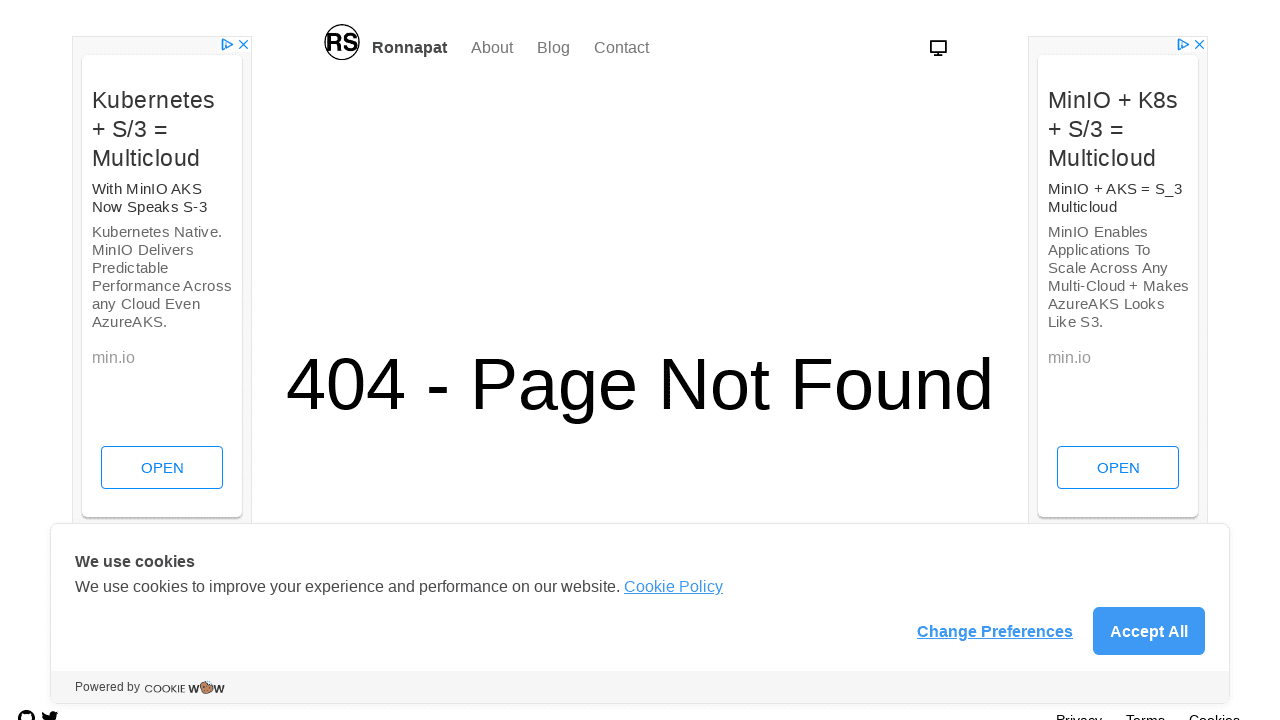 RS Ronnapat About Blog Contact
Kubernetes
+ S/3 =
Multicloud
With MinIO AKS
Now Speaks S-3
Kubernetes Native.
MinIO Delivers
Predictable
Performance Across
any Cloud Even
AzureAKS.
min.io
OPEN
404 - Page Not Found
MinIO + K8s
+ S/3 =
Multicloud
MinIO + AKS = S_3
Multicloud
MinIO Enables
Applications To
Scale Across Any
Multi-Cloud + Makes
AzureAKS Looks
Like S3.
min.io
OPEN
We use cookies
We use cookies to improve your experience and performance on our website. Cookie Policy
Change Preferences Accept All
Powered by COOKIE WOW
Privacy Terms Cookies